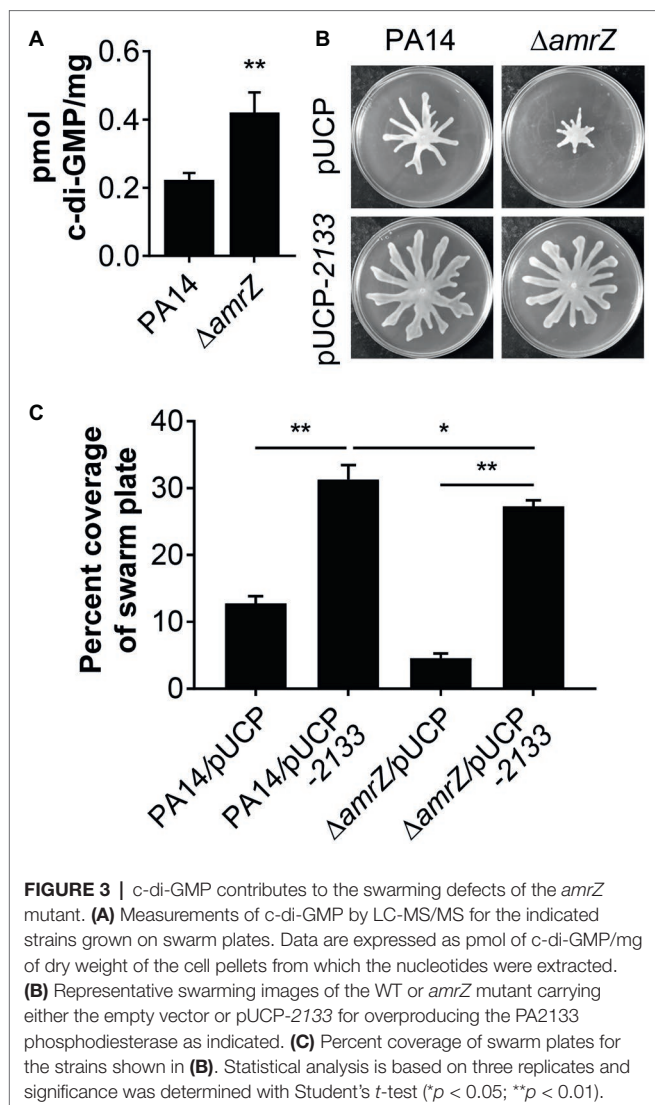 A
pmol
c-di-GMP/mg
0.6
0.4
0.2
0.0
**
PA14
ΔamrZ
B
PA14
ΔamrZ
pUCP
pUCP-2133
C
Percent coverage
of swarm plate
40
30
20
10
0
**
*
**
PA14/pUCP
PA14/pUCP
-2133
ΔamrZ/pUCP
ΔamrZ/pUCP
-2133
FIGURE 3 | c-di-GMP contributes to the swarming defects of the amrZ
mutant. (A) Measurements of c-di-GMP by LC-MS/MS for the indicated
strains grown on swarm plates. Data are expressed as pmol of c-di-GMP/mg
of dry weight of the cell pellets from which the nucleotides were extracted.
(B) Representative swarming images of the WT or amrZ mutant carrying
either the empty vector or pUCP-2133 for overproducing the PA2133
phosphodiesterase as indicated. (C) Percent coverage of swarm plates for
the strains shown in (B). Statistical analysis is based on three replicates and
significance was determined with Student's t-test (*p < 0.05; **p < 0.01).